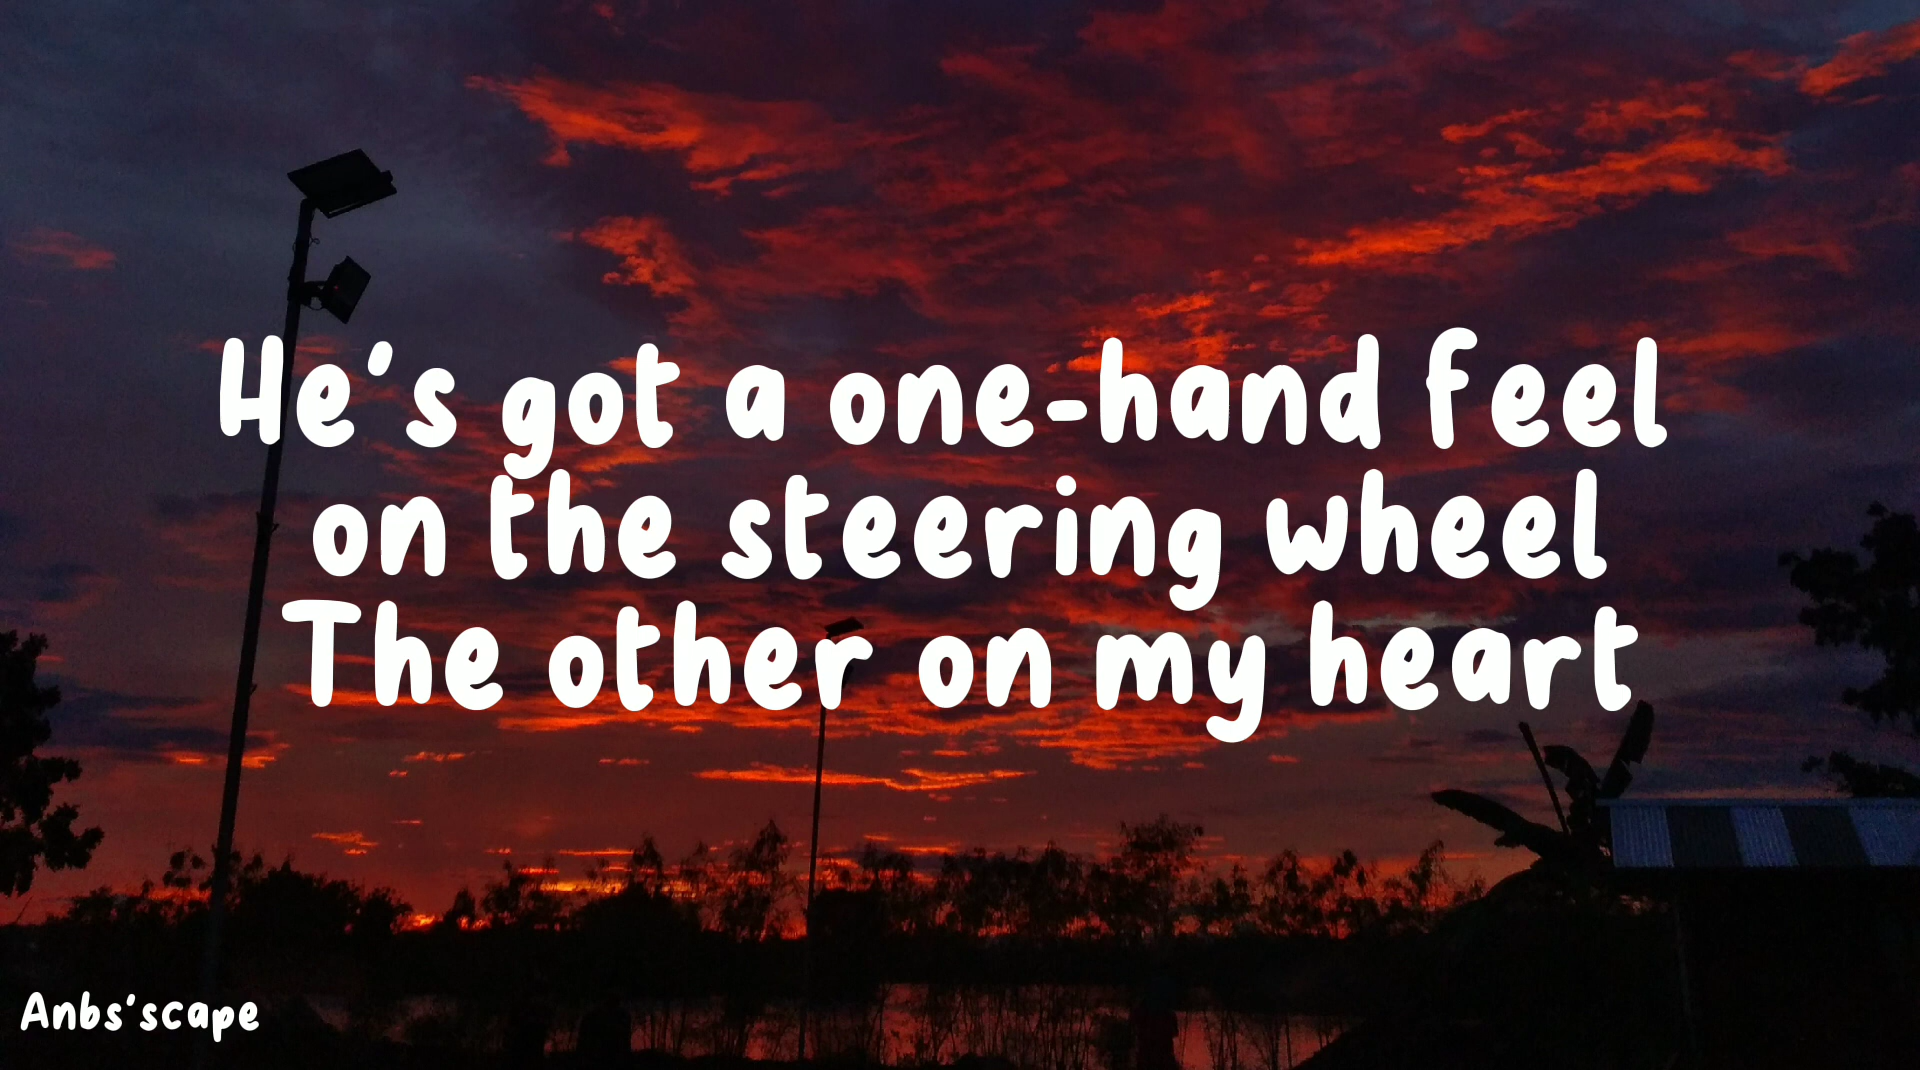 He's got a one-hand feel
on the steering wheel
The other on my heart
Anbs'scape